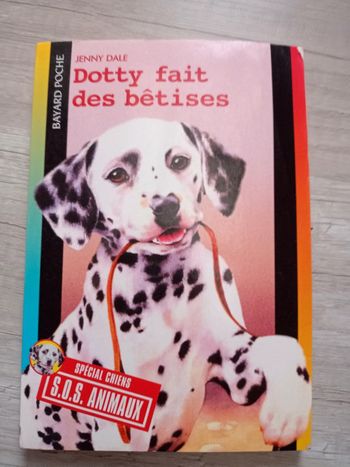 BAYARD POCHE
JENNY DALE
Dotty fait
des bêtises
SPÉCIAL CHIENS
S.O.S. ANIMAUX